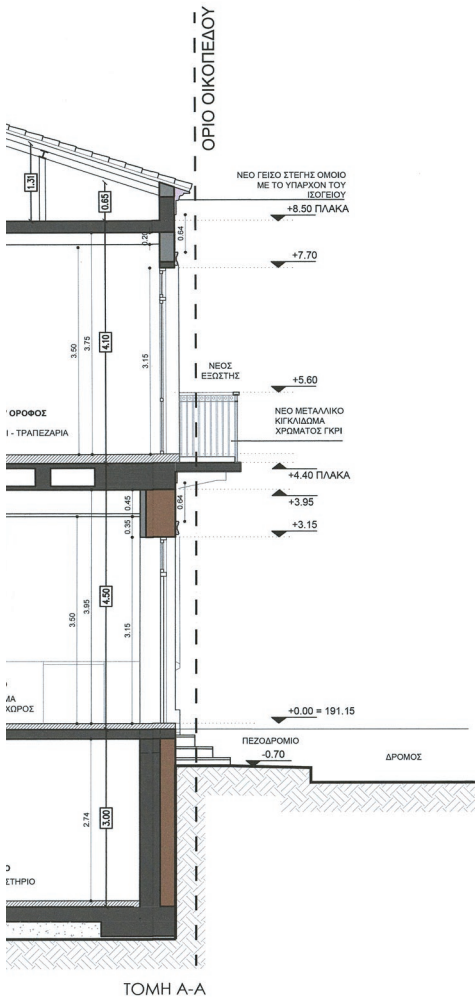 ΟΡΙΟ ΟΙΚΟΠΕΔΟΥ
ΝΕΟ ΓΕΙΣΟ ΣΤΕΓΗΣ ΟΜΟΙΟ
ΜΕ ΤΟ ΥΠΑΡΧΟΝ ΤΟΥ
ΙΣΟΓΕΙΟΥ
1.31
0.65
+8.50 ΠΛΑΚΑ
0.20
0.64
+7.70
3.50
3.75
4.10
3.15
ΝΕΟΣ
ΕΞΩΣΤΗΣ
+5.60
ΝΕΟ ΜΕΤΑΛΛΙΚΟ
ΚΙΓΚΛΙΔΩΜΑ
ΧΡΩΜΑΤΟΣ ΓΚΡΙ
ΟΡΟΦΟΣ
- ΤΡΑΠΕΖΑΡΙΑ
+4.40 ΠΛΑΚΑ
+3.95
0.45
0.64
0.35
+3.15
3.50
3.95
4.50
3.15
ΜΑ
ΧΩΡΟΣ
+0.00 = 191.15
ΠΕΖΟΔΡΟΜΙΟ
-0.70
ΔΡΟΜΟΣ
2.74
3.00
Ο
ΣΤΗΡΙΟ
ΤΟΜΗ Α-Α